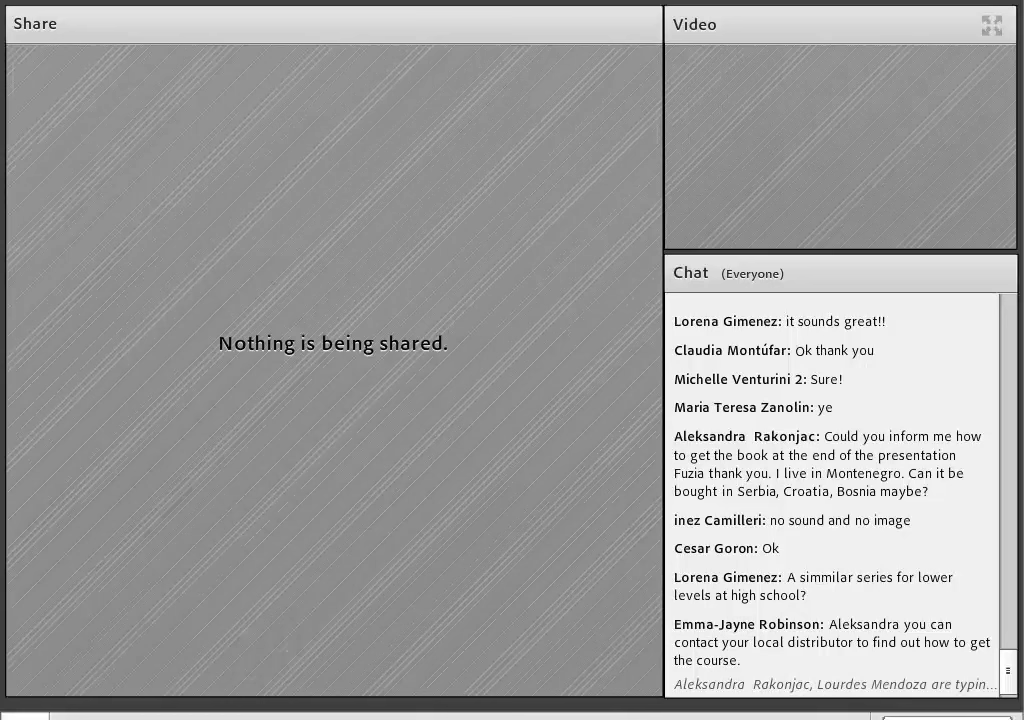 Share
Nothing is being shared.
Video
Chat (Everyone)
Lorena Gimenez: it sounds great!!
Claudia Montúfar: Ok thank you
Michelle Venturini 2: Sure!
Maria Teresa Zanolin: ye
Aleksandra  Rakonjac: Could you inform me how
to get the book at the end of the presentation
Fuzia thank you. I live in Montenegro. Can it be
bought in Serbia, Croatia, Bosnia maybe?
inez Camilleri: no sound and no image
Cesar Goron: Ok
Lorena Gimenez: A simmilar series for lower
levels at high school?
Emma-Jayne Robinson: Aleksandra you can
contact your local distributor to find out how to get
the course.
Aleksandra  Rakonjac, Lourdes Mendoza are typin...